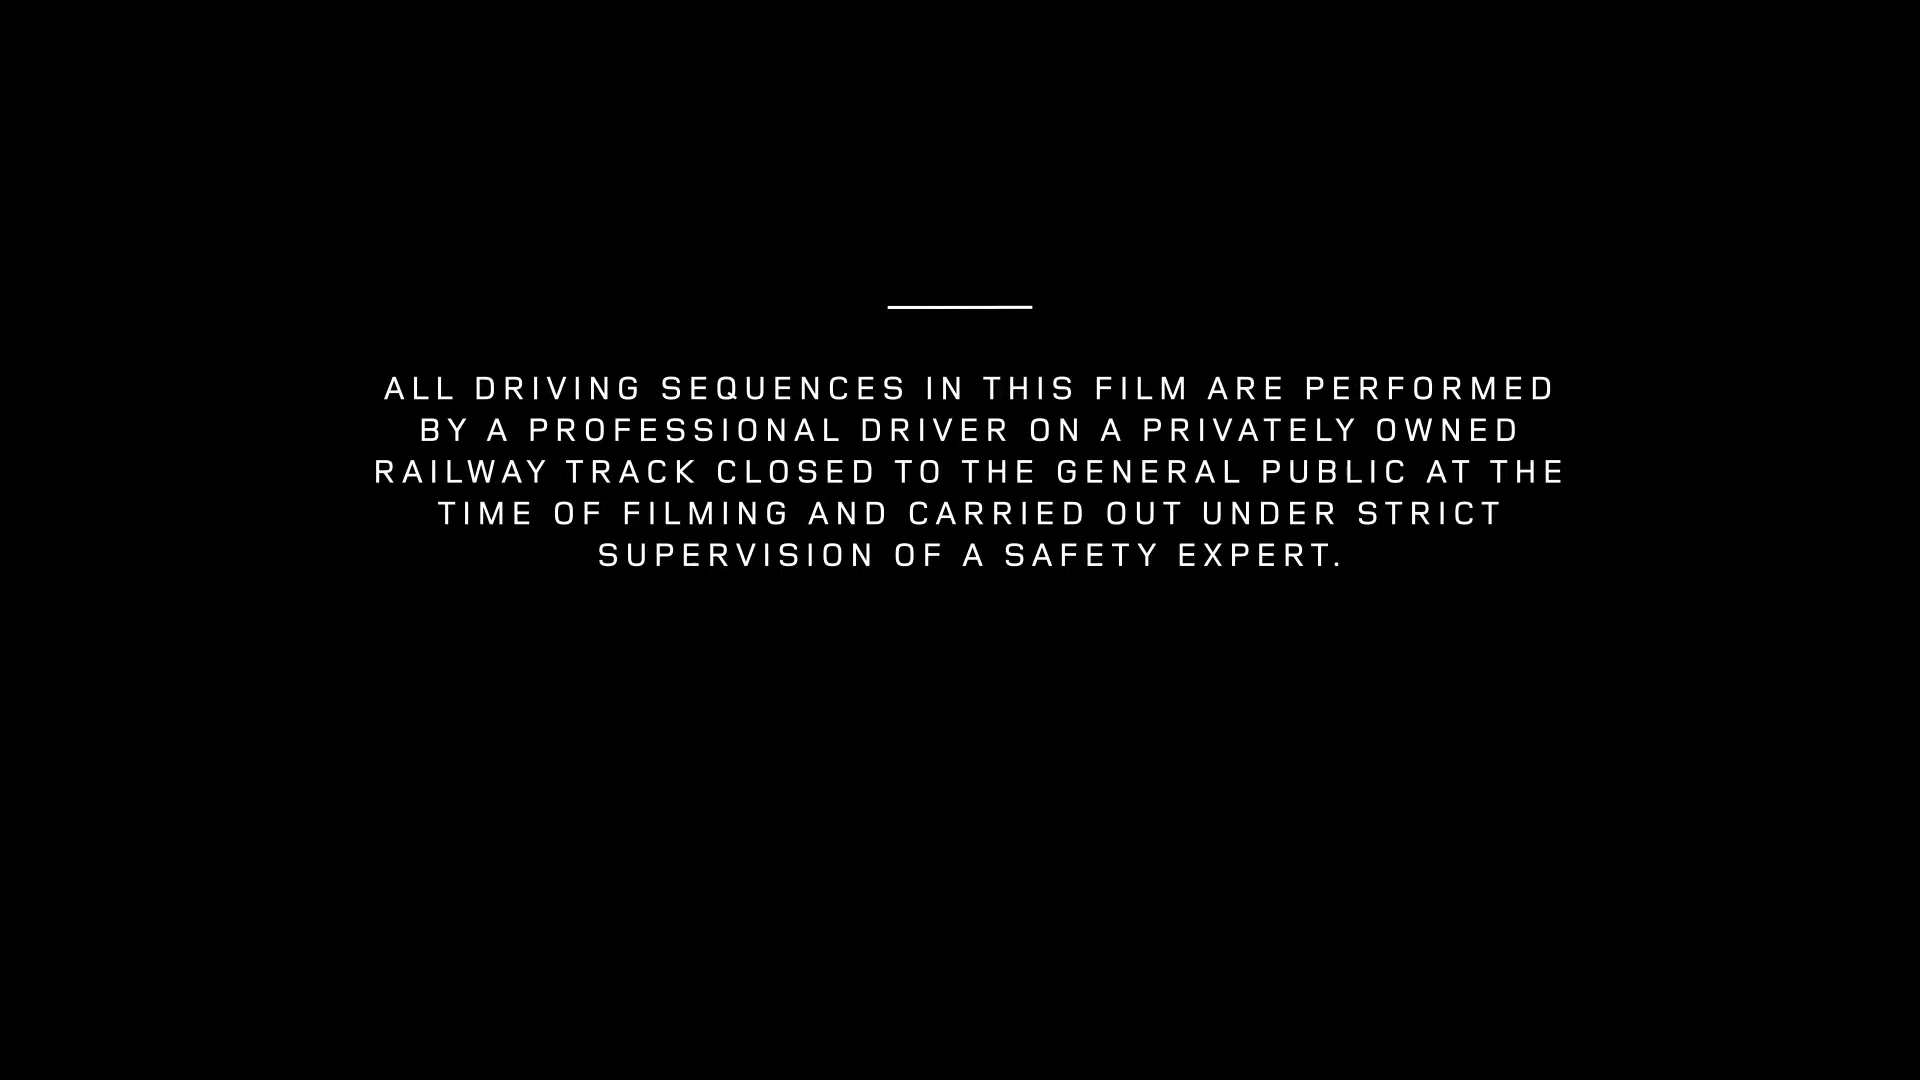 ALL DRIVING SEQUENCES IN THIS FILM ARE PERFORMED
BY A PROFESSIONAL DRIVER ON A PRIVATELY OWNED
RAILWAY TRACK CLOSED TO THE GENERAL PUBLIC AT THE
TIME OF FILMING AND CARRIED OUT UNDER STRICT
SUPERVISION OF A SAFETY EXPERT.